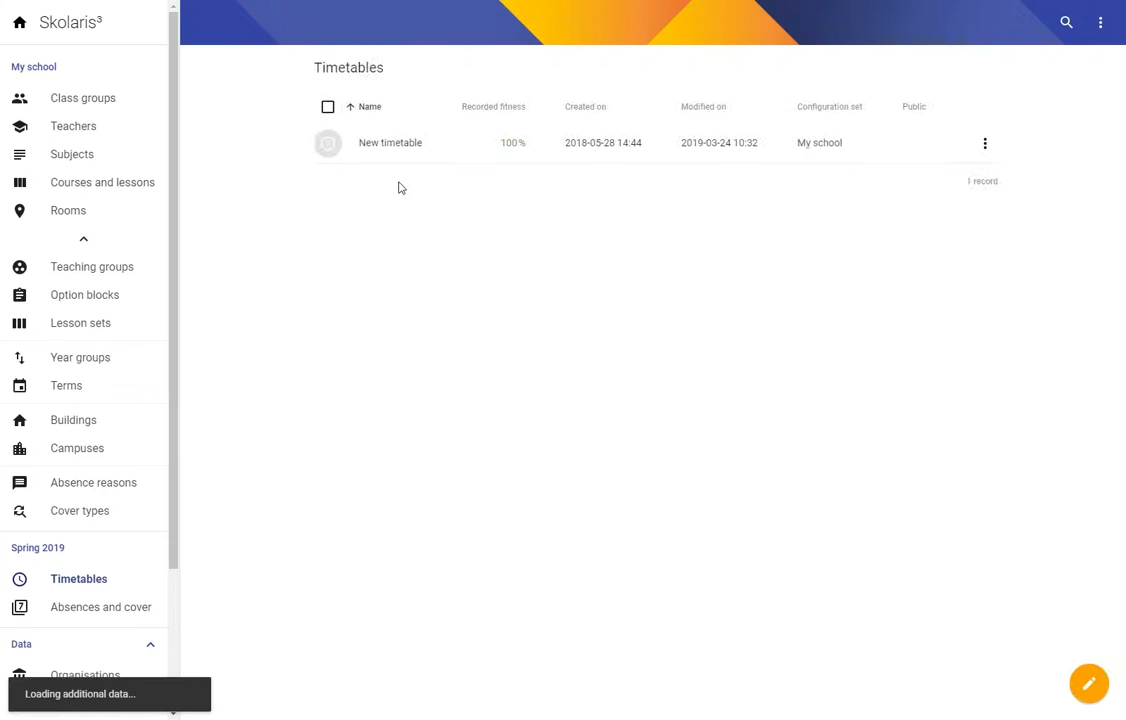 Skolaris³
My school
Class groups
Teachers
Subjects
Courses and lessons
Rooms
Teaching groups
Option blocks
Lesson sets
Year groups
Terms
Buildings
Campuses
Absence reasons
Cover types
Spring 2019
Timetables
7 Absences and cover
Data
Organisations
Loading additional data...
Timetables
Name Recorded fitness Created on Modified on Configuration set Public
New timetable 100% 2018-05-28 14:44 2019-03-24 10:32 My school
1 record